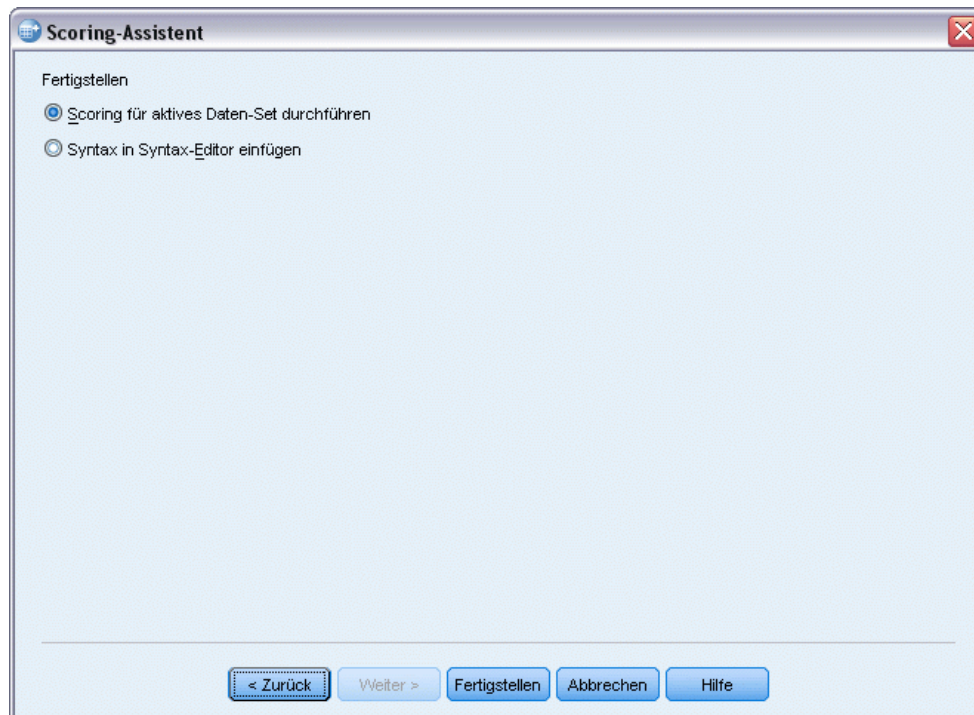 Scoring-Assistent
Fertigstellen
Scoring für aktives Daten-Set durchführen
Syntax in Syntax-Editor einfügen
< Zurück Weiter > Fertigstellen Abbrechen Hilfe